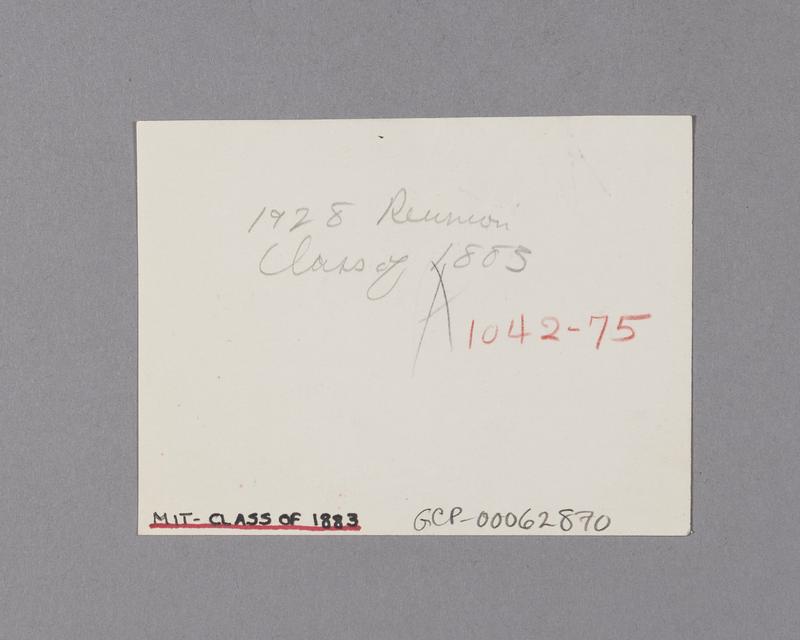 1928 Reunion
Class of 1883
A 1042-75
MIT- CLASS OF 1883
GCP-00062870